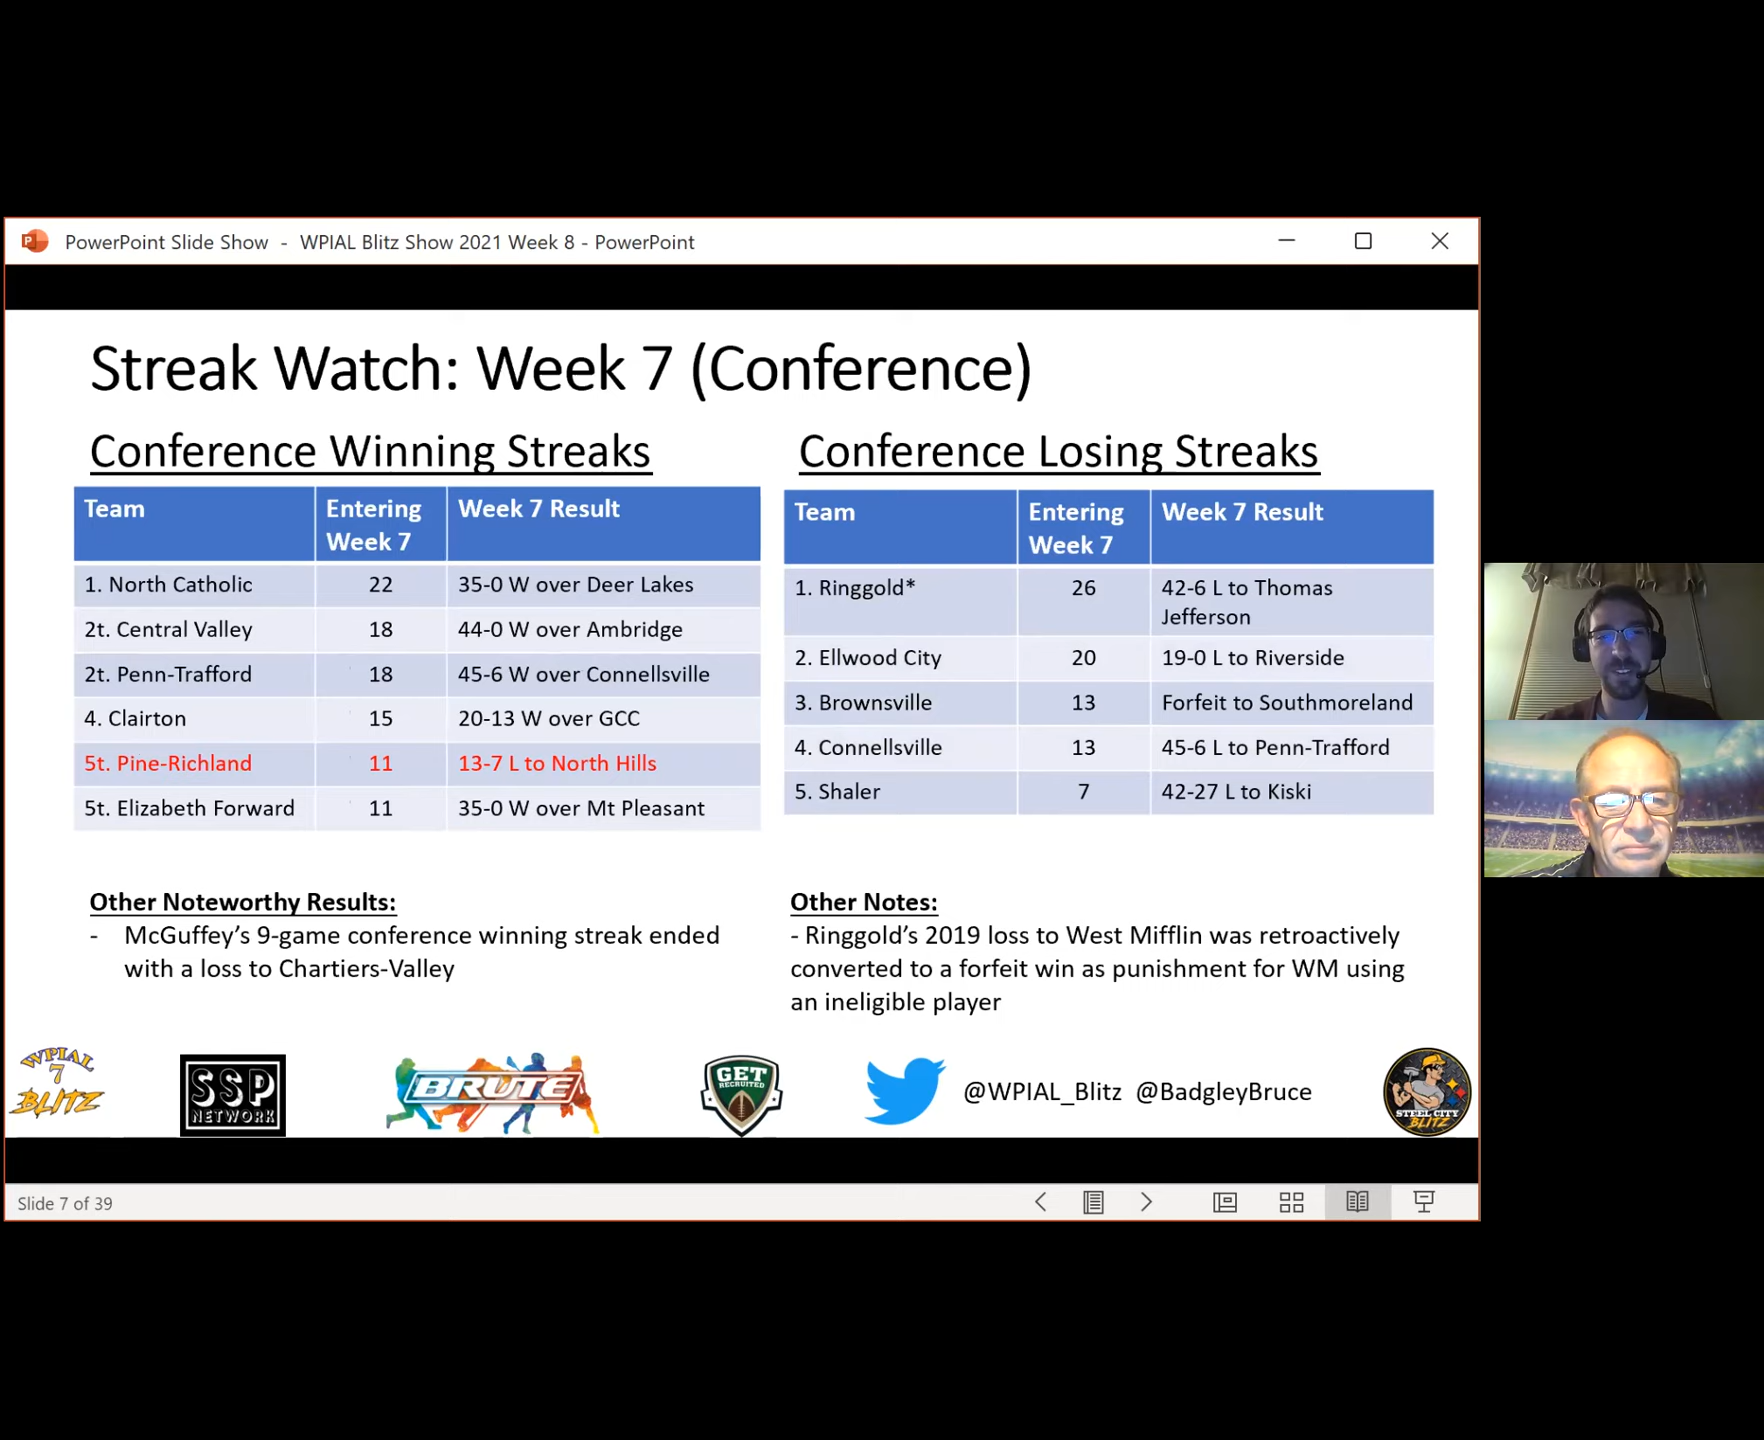 PowerPoint Slide Show - WPIAL Blitz Show 2021 Week 8 - PowerPoint
Streak Watch: Week 7 (Conference)
Conference Winning Streaks
Team Entering Week 7 Week 7 Result
1. North Catholic 22 35-0 W over Deer Lakes
2t. Central Valley 18 44-0 W over Ambridge
2t. Penn-Trafford 18 45-6 W over Connellsville
4. Clairton 15 20-13 W over GCC
5t. Pine-Richland 11 13-7 L to North Hills
5t. Elizabeth Forward 11 35-0 W over Mt Pleasant
Other Noteworthy Results:
- McGuffey’s 9-game conference winning streak ended
with a loss to Chartiers-Valley
Conference Losing Streaks
Team Entering Week 7 Week 7 Result
1. Ringgold* 26 42-6 L to Thomas
Jefferson
2. Ellwood City 20 19-0 L to Riverside
3. Brownsville 13 Forfeit to Southmoreland
4. Connellsville 13 45-6 L to Penn-Trafford
5. Shaler 7 42-27 L to Kiski
Other Notes:
- Ringgold’s 2019 loss to West Mifflin was retroactively
converted to a forfeit win as punishment for WM using
an ineligible player
WPIAL
7
BLITZ
SSP
NETWORK
BRUTE
GET
RECRUITED
@WPIAL_Blitz @BadgleyBruce
STEEL CITY
BLITZ
Slide 7 of 39